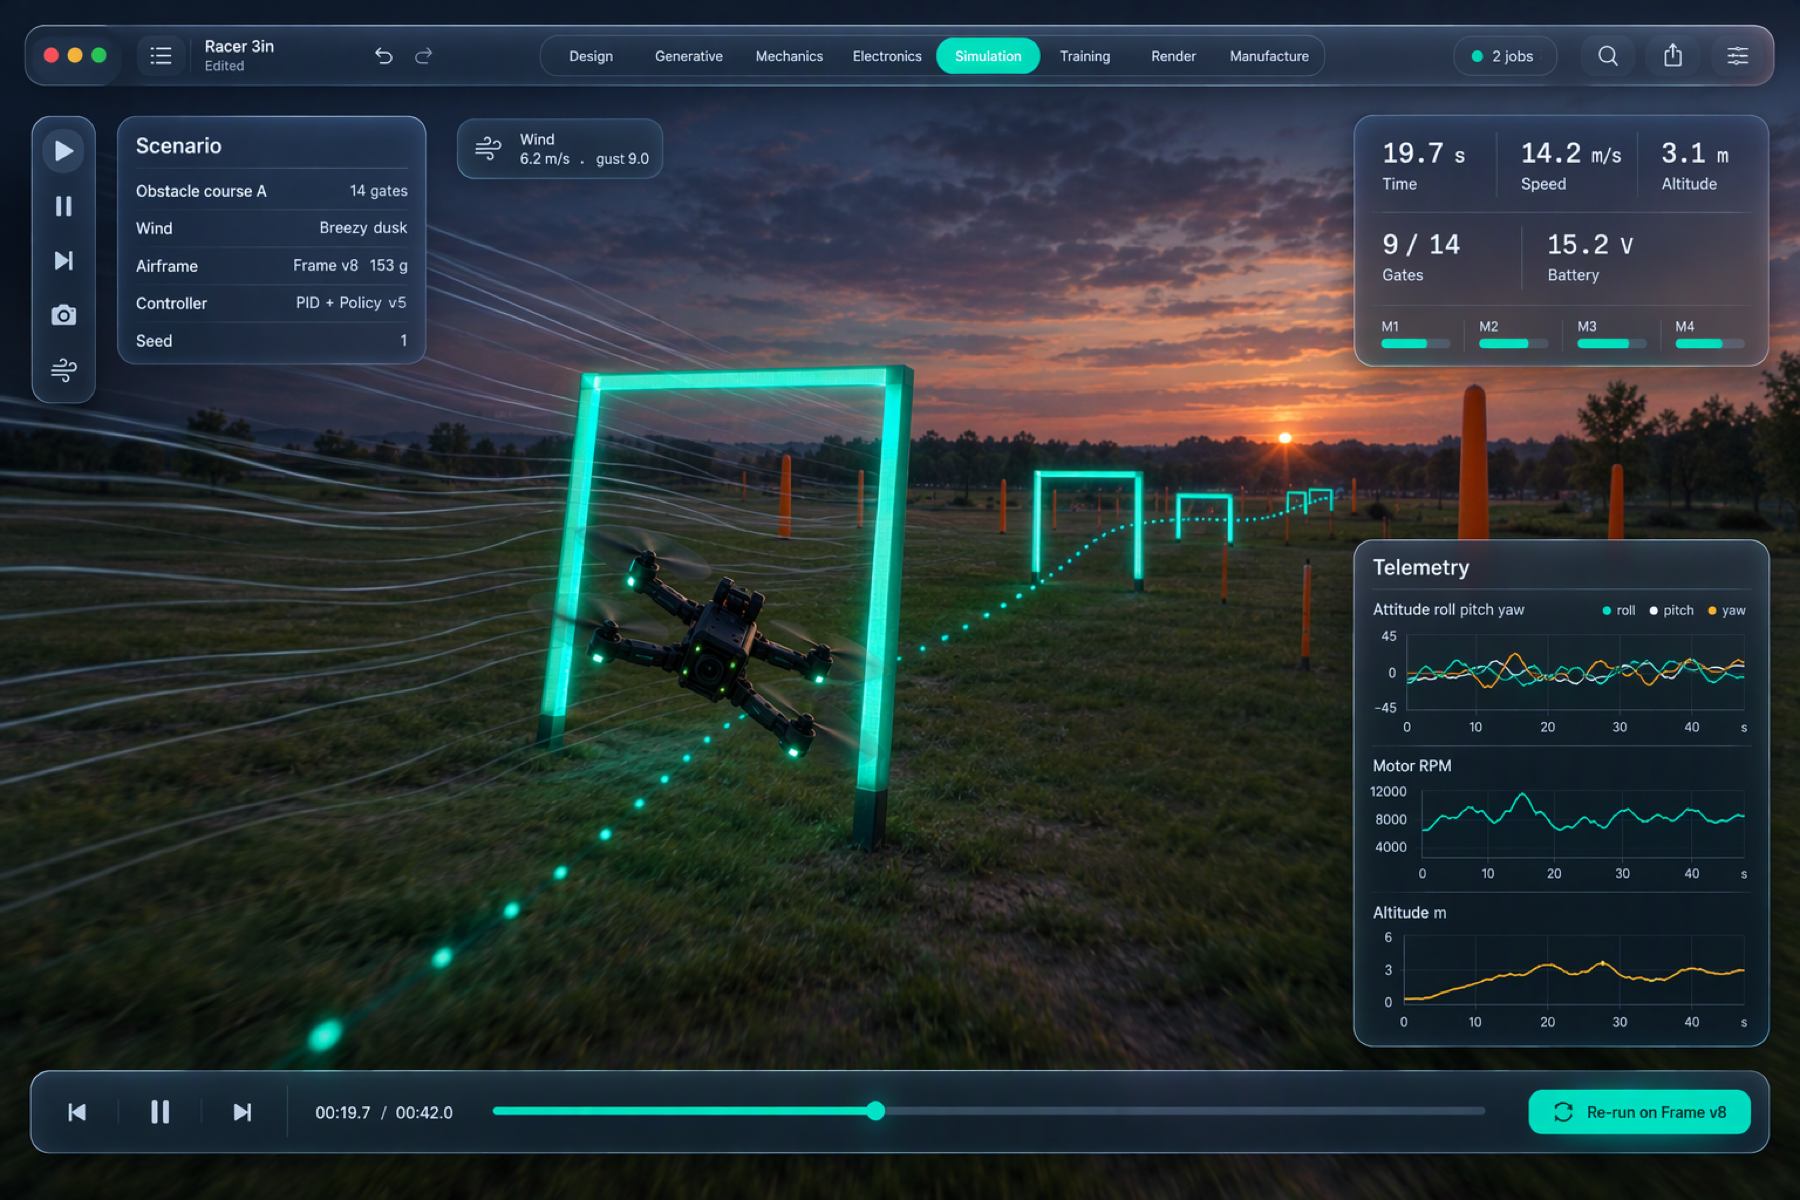 Racer 3in
Edited
Design Generative Mechanics Electronics Simulation Training Render Manufacture
2 jobs
Scenario
Obstacle course A 14 gates
Wind Breezy dusk
Airframe Frame v8 153 g
Controller PID + Policy v5
Seed 1
Wind
6.2 m/s . gust 9.0
19.7 s 14.2 m/s 3.1 m
Time Speed Altitude
9 / 14 15.2 V
Gates Battery
M1 M2 M3 M4
Telemetry
Attitude roll pitch yaw roll pitch yaw
45
0
-45
0 10 20 30 40 s
Motor RPM
12000
8000
4000
0 10 20 30 40 s
Altitude m
6
3
0
0 10 20 30 40 s
00:19.7 / 00:42.0
Re-run on Frame v8